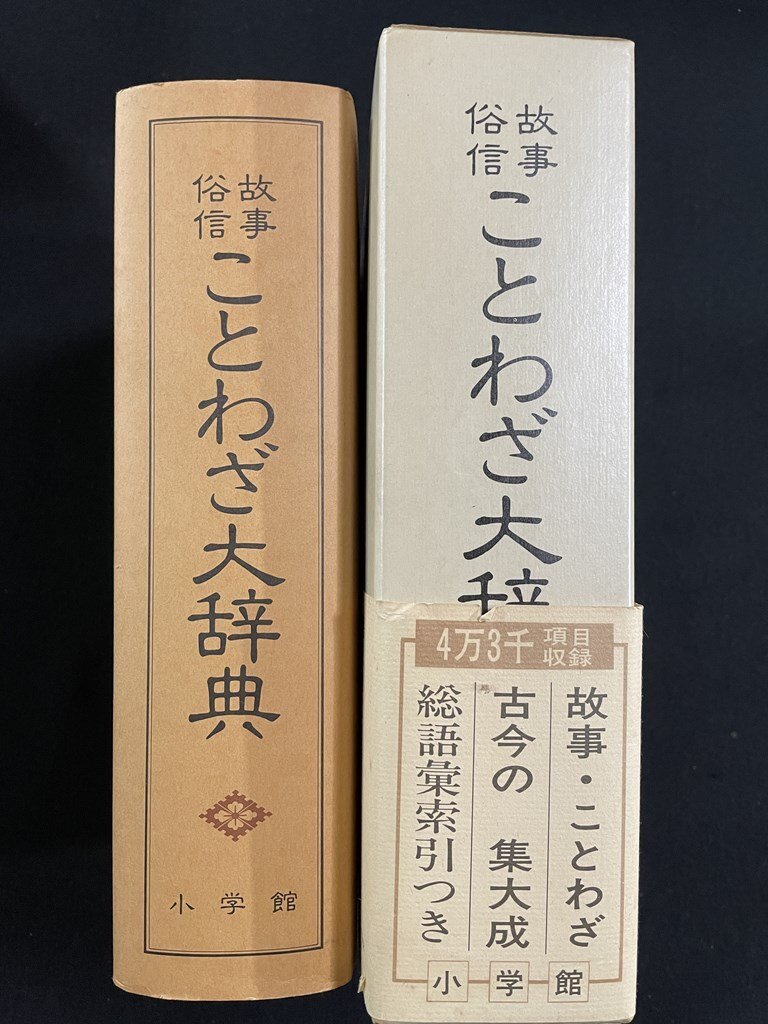 故事
俗信
ことわざ大辞典
小学館
故事
俗信
ことわざ大辞
4万3千 項目
収録
故事・ことわざ
古今の 集大成
総語彙索引つき
小学館